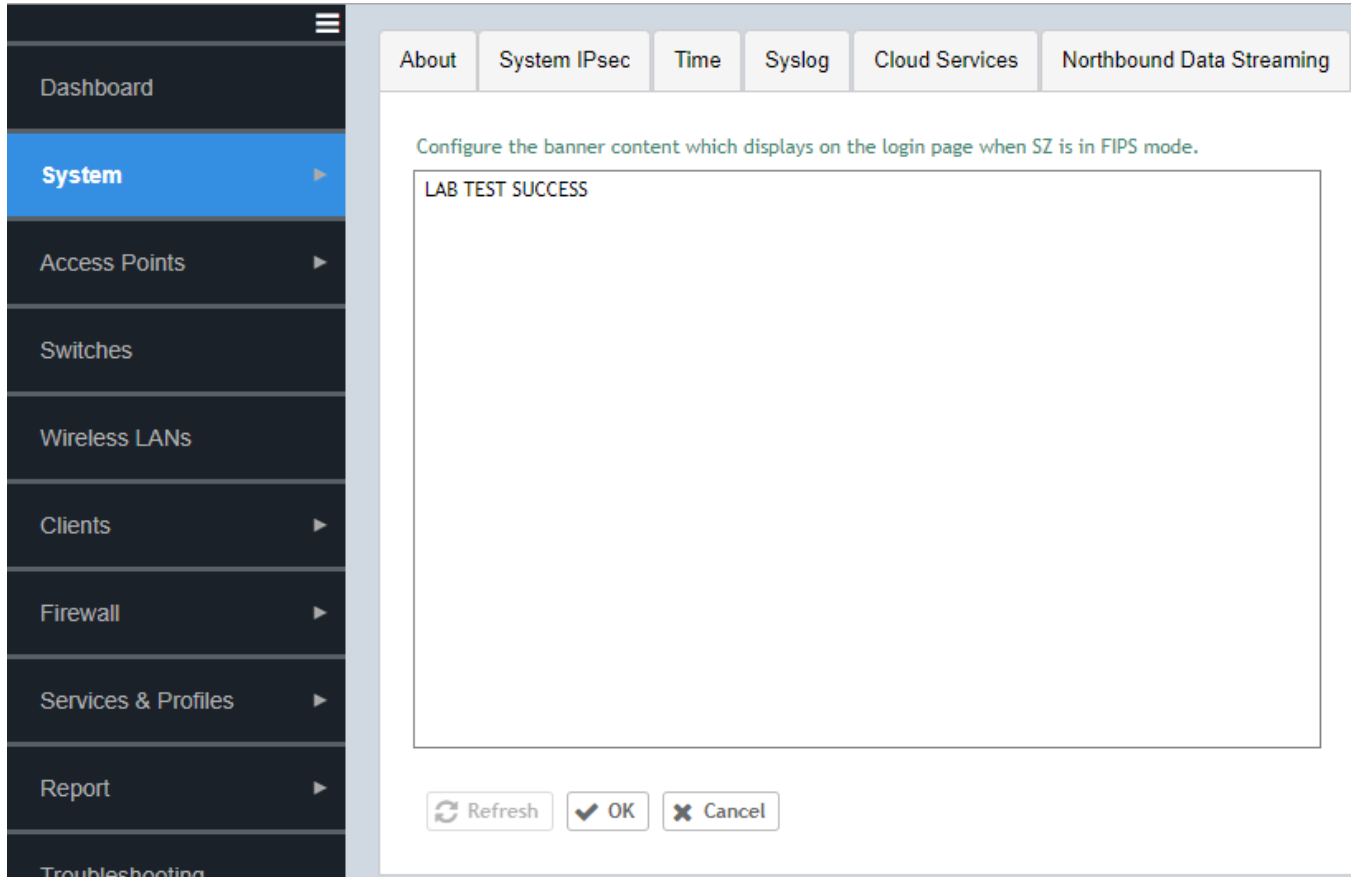 Dashboard
System
Access Points
Switches
Wireless LANs
Clients
Firewall
Services & Profiles
Report
Troubleshooting
About
System IPsec
Time
Syslog
Cloud Services
Northbound Data Streaming
Configure the banner content which displays on the login page when SZ is in FIPS mode.
LAB TEST SUCCESS
Refresh
OK
Cancel